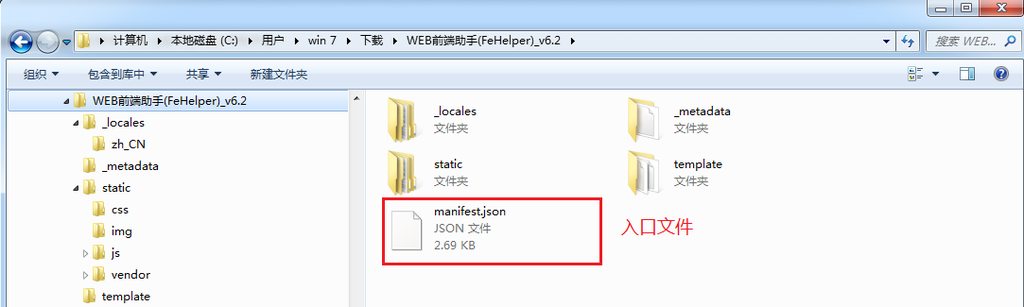 计算机 本地磁盘 (C:) 用户 win 7 下载 WEB前端助手(FeHelper)_v6.2
搜索 WEB...
组织 包含到库中 共享 新建文件夹
WEB前端助手(FeHelper)_v6.2
_locales
zh_CN
_metadata
static
css
img
js
vendor
template
_locales
文件夹
_metadata
文件夹
static
文件夹
template
文件夹
manifest.json
JSON 文件
2.69 KB
入口文件